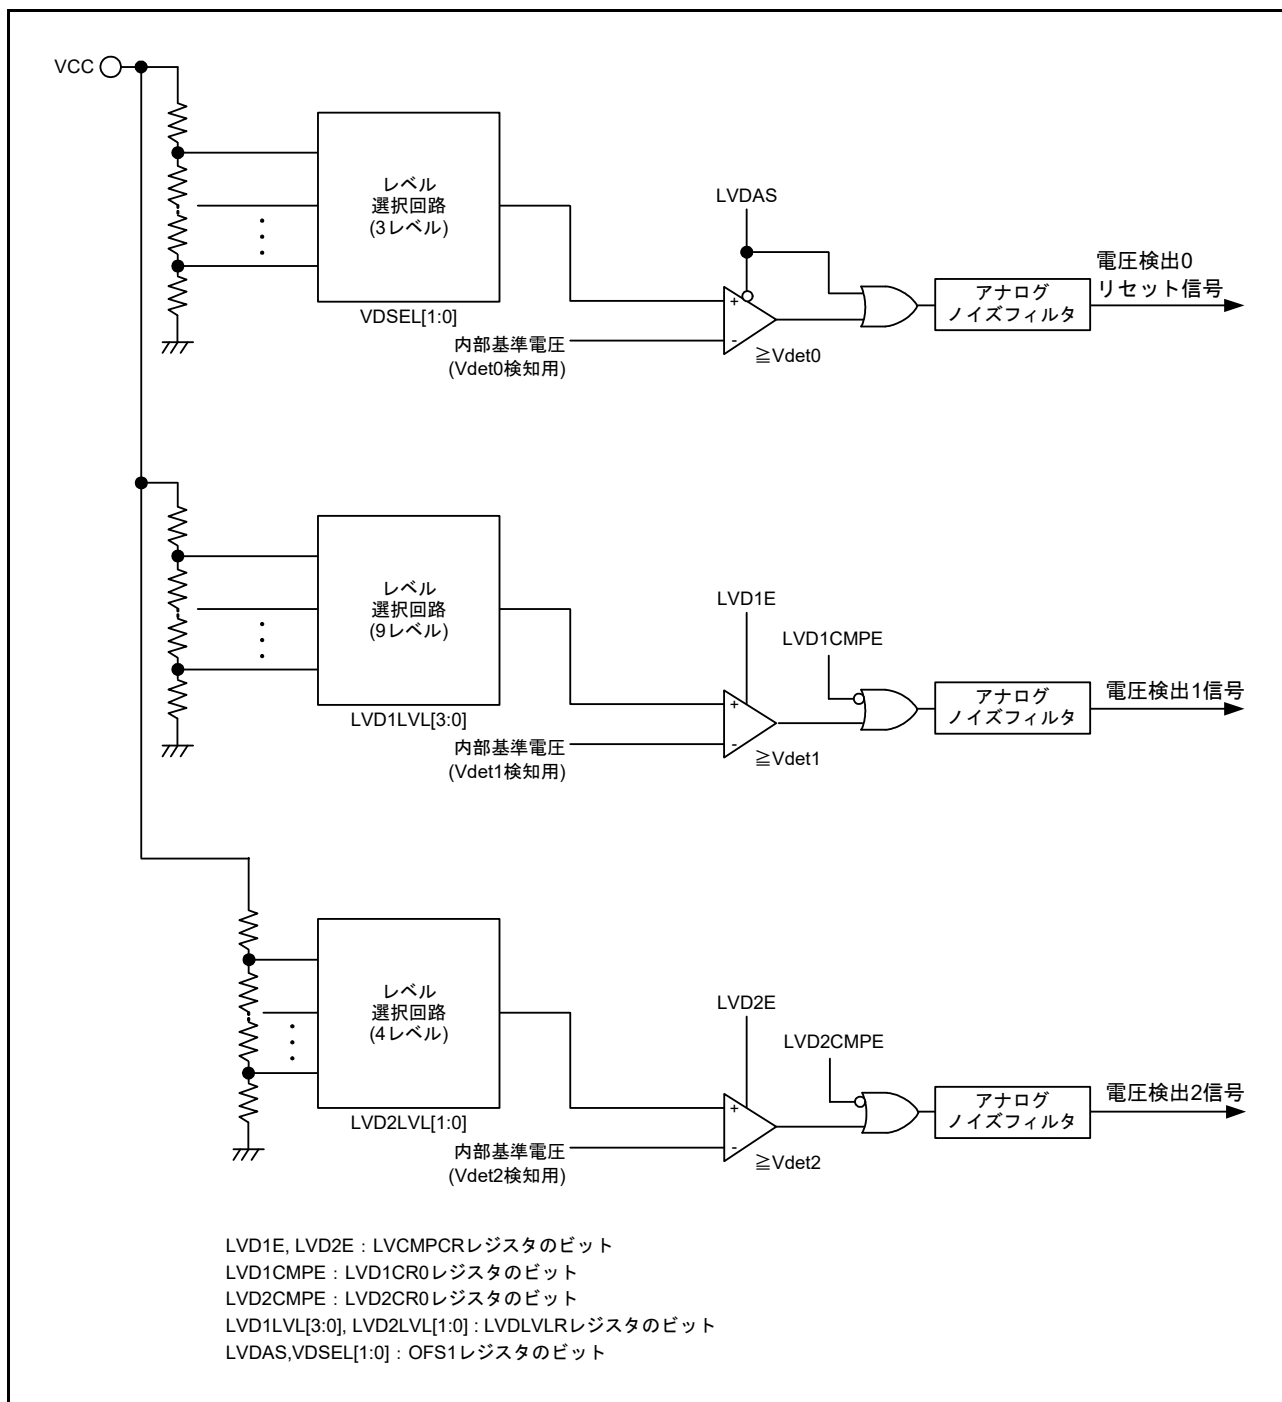 VCC
レベル
選択回路
(3レベル)
VDSEL[1:0]
内部基準電圧
(Vdet0検知用)
LVDAS
+
-
≧Vdet0
アナログ
ノイズフィルタ
電圧検出0
リセット信号
レベル
選択回路
(9レベル)
LVD1LVL[3:0]
内部基準電圧
(Vdet1検知用)
LVD1E
LVD1CMPE
+
-
≧Vdet1
アナログ
ノイズフィルタ
電圧検出1信号
レベル
選択回路
(4レベル)
LVD2LVL[1:0]
内部基準電圧
(Vdet2検知用)
LVD2E
LVD2CMPE
+
-
≧Vdet2
アナログ
ノイズフィルタ
電圧検出2信号
LVD1E, LVD2E : LVCMPCRレジスタのビット
LVD1CMPE : LVD1CR0レジスタのビット
LVD2CMPE : LVD2CR0レジスタのビット
LVD1LVL[3:0], LVD2LVL[1:0] : LVDLVLRレジスタのビット
LVDAS,VDSEL[1:0] : OFS1レジスタのビット